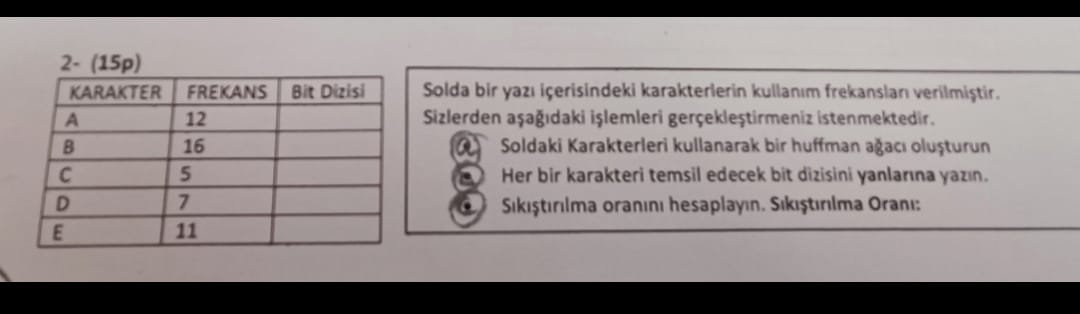 2- (15p)
KARAKTER FREKANS Bit Dizisi
A 12
B 16
C 5
D 7
E 11
Solda bir yazı içerisindeki karakterlerin kullanım frekansları verilmiştir.
Sizlerden aşağıdaki işlemleri gerçekleştirmeniz istenmektedir.
a. Soldaki Karakterleri kullanarak bir huffman ağacı oluşturun
Her bir karakteri temsil edecek bit dizisini yanlarına yazın.
Sıkıştırılma oranını hesaplayın. Sıkıştırılma Oranı: